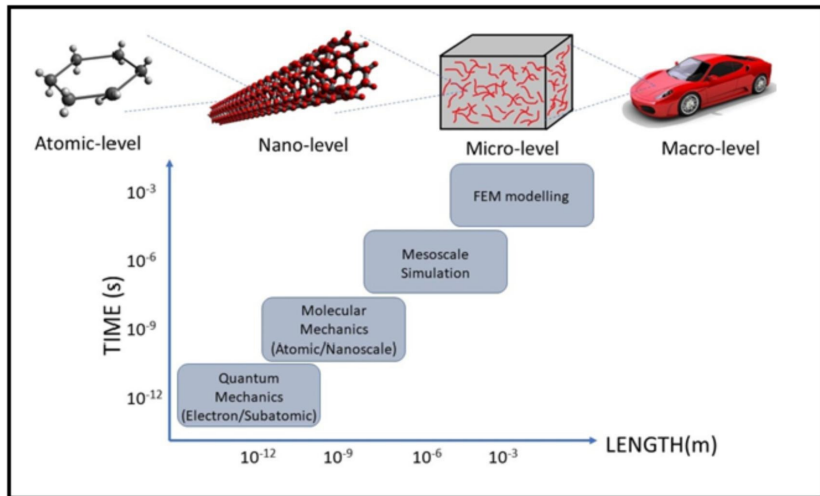 Atomic-level
Nano-level
Micro-level
Macro-level
TIME (s)
10⁻³
10⁻⁶
10⁻⁹
10⁻¹²
FEM modelling
Mesoscale
Simulation
Molecular
Mechanics
(Atomic/Nanoscale)
Quantum
Mechanics
(Electron/Subatomic)
10⁻¹²
10⁻⁹
10⁻⁶
10⁻³
LENGTH(m)